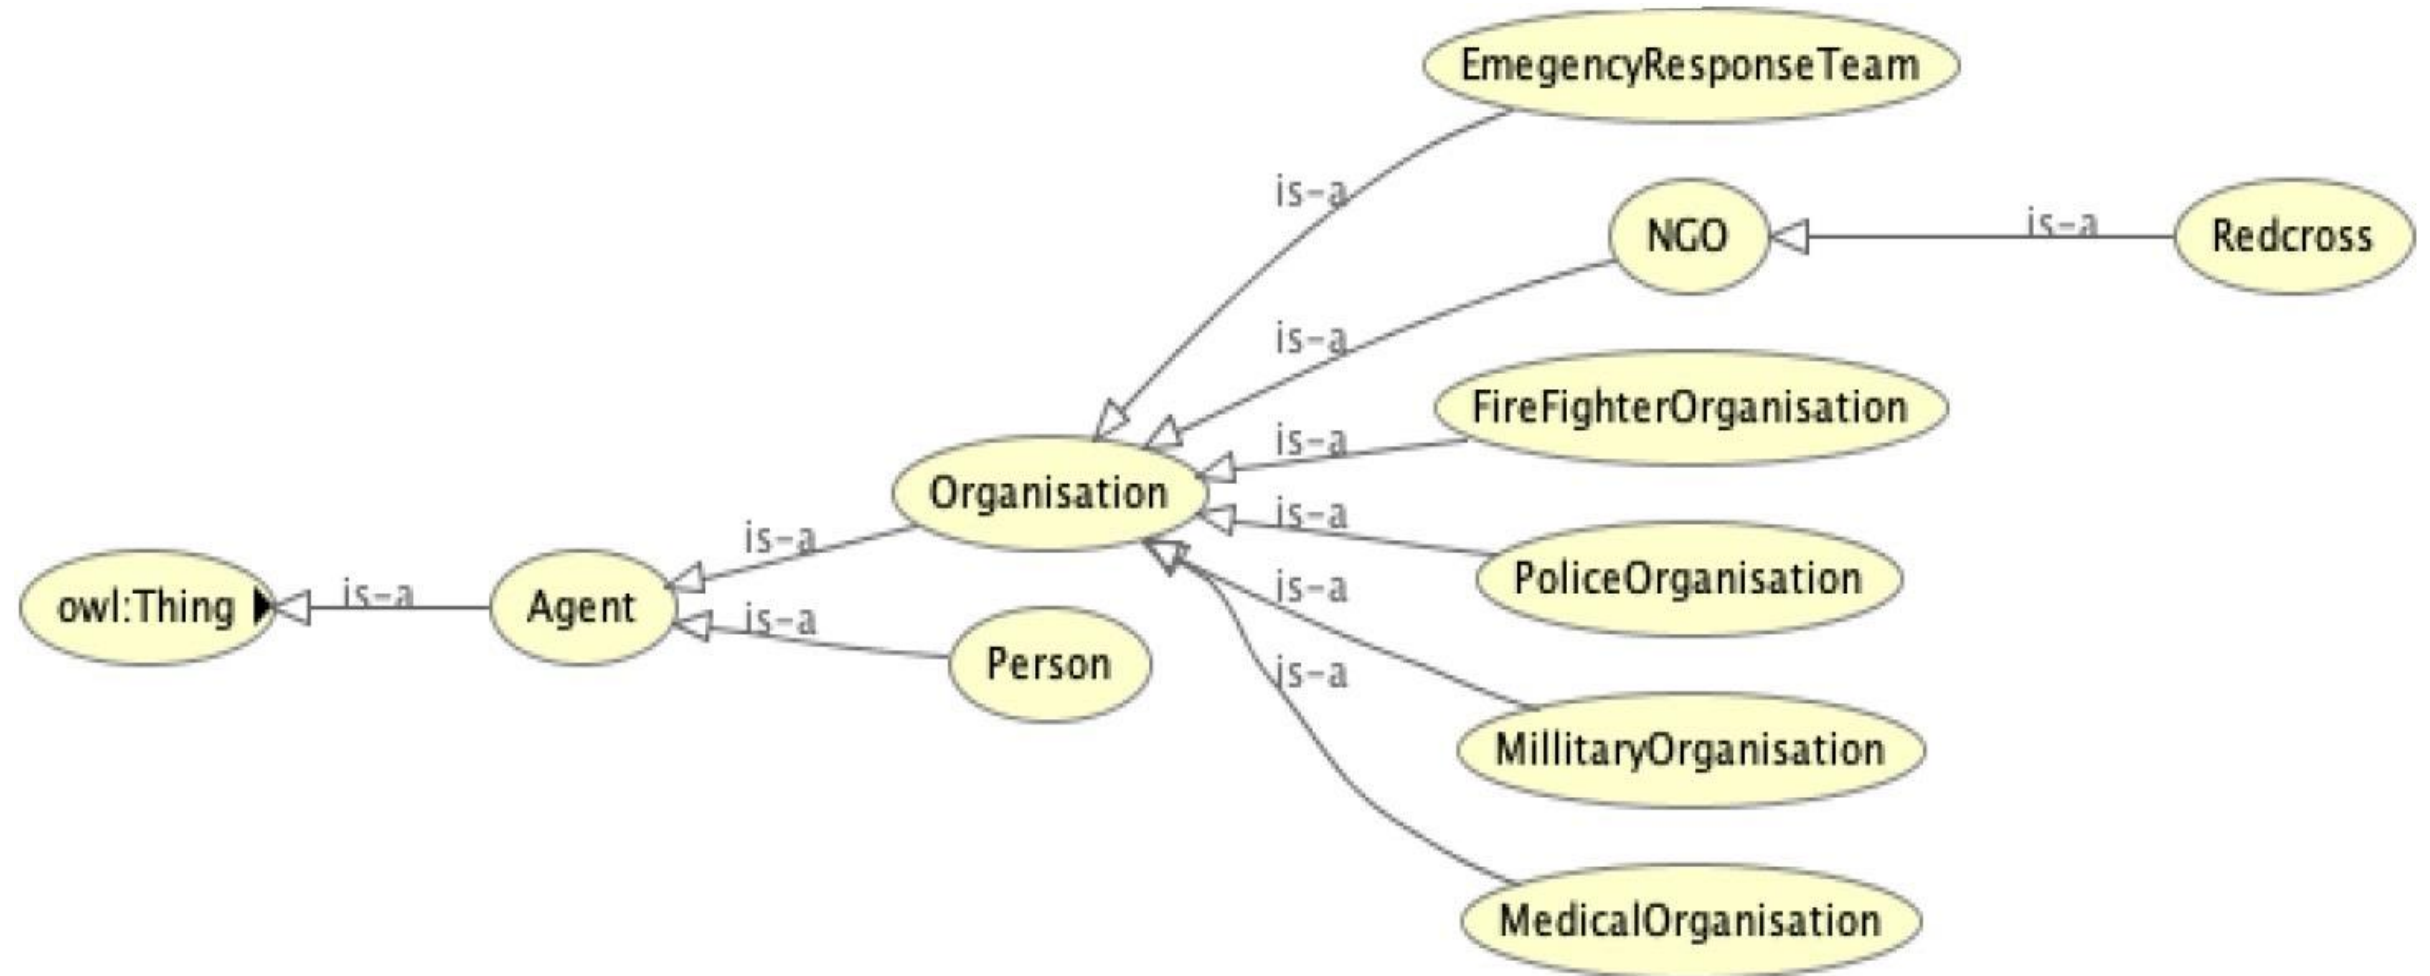 EmegencyResponseTeam
is-a
NGO
is-a
Redcross
is-a
FireFighterOrganisation
is-a
Organisation
is-a
PoliceOrganisation
is-a
owl:Thing
is-a
Agent
is-a
Person
is-a
MillitaryOrganisation
is-a
MedicalOrganisation
is-a